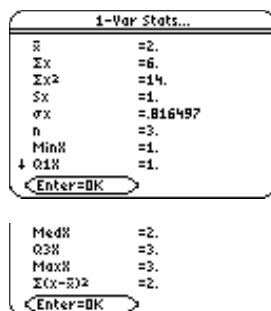 1-Var Stats...
x̄ =2.
Σx =6.
Σx² =14.
Sx =1.
σx =.816497
n =3.
MinX =1.
↓ Q1X =1.
Enter=OK
MedX =2.
Q3X =3.
MaxX =3.
Σ(x-x̄)² =2.
Enter=OK